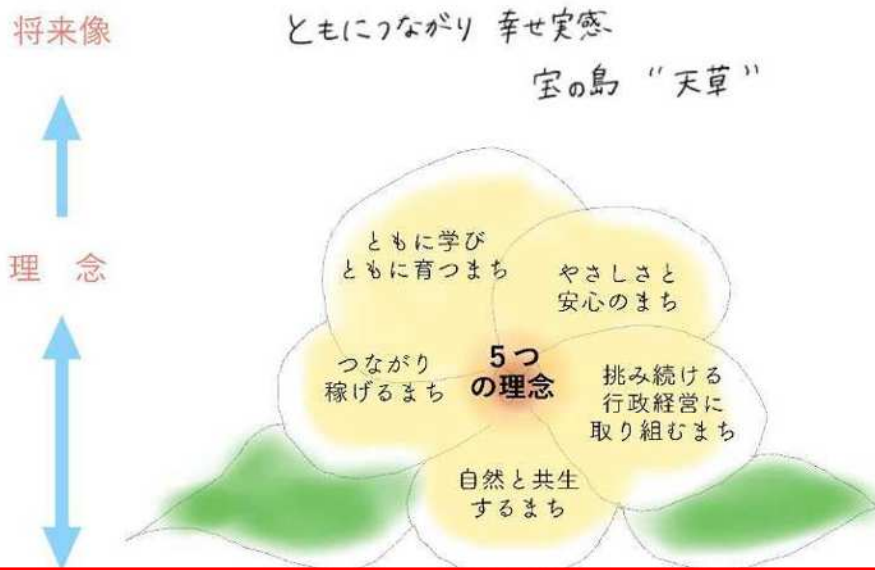 将来像
ともにつながり 幸せ実感
宝の島 “天草”
理 念
ともに学び
ともに育つまち
やさしさと
安心のまち
つながり
稼げるまち
5つ
の理念
挑み続ける
行政経営に
取り組むまち
自然と共生
するまち